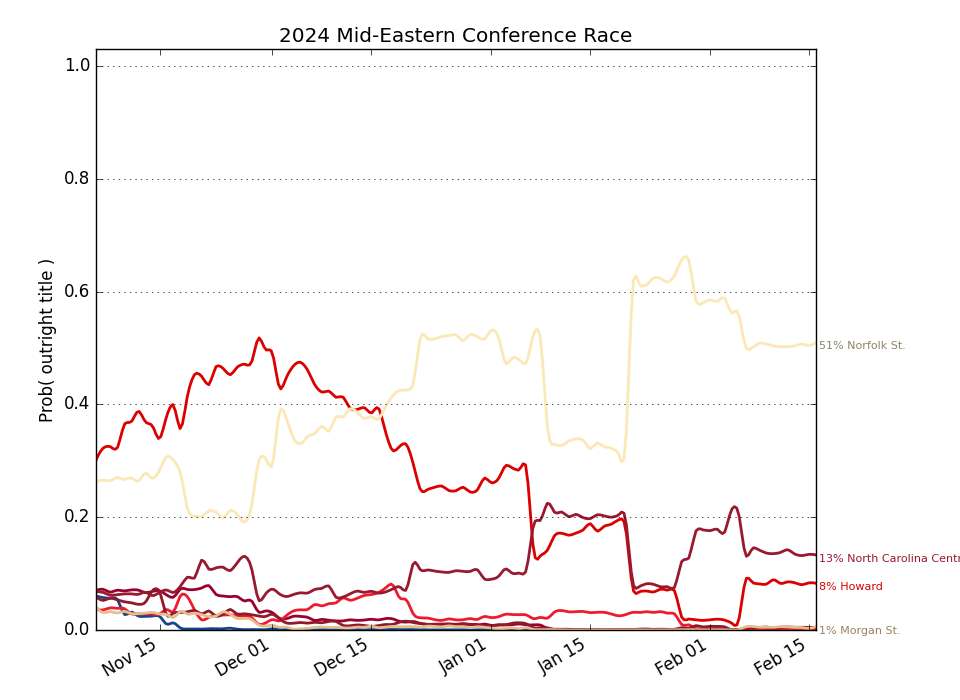 2024 Mid-Eastern Conference Race
Prob( outright title )
1.0
0.8
0.6
0.4
0.2
0.0
51% Norfolk St.
13% North Carolina Centr
8% Howard
1% Morgan St.
Nov 15
Dec 01
Dec 15
Jan 01
Jan 15
Feb 01
Feb 15